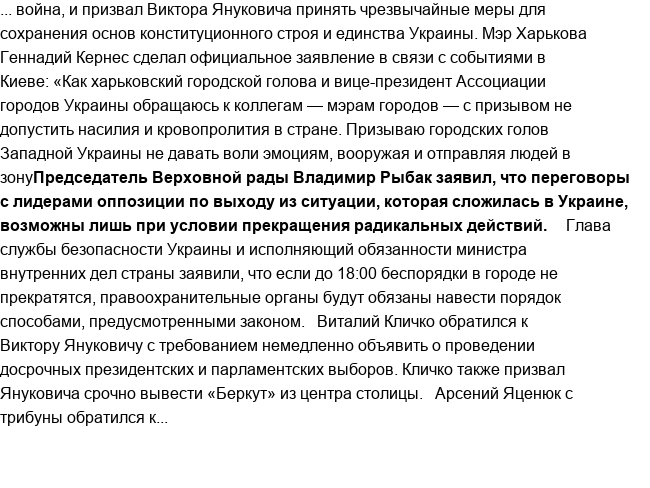 ... война, и призвал Виктора Януковича принять чрезвычайные меры для
сохранения основ конституционного строя и единства Украины. Мэр Харькова
Геннадий Кернес сделал официальное заявление в связи с событиями в
Киеве: «Как харьковский городской голова и вице-президент Ассоциации
городов Украины обращаюсь к коллегам — мэрам городов — с призывом не
допустить насилия и кровопролития в стране. Призываю городских голов
Западной Украины не давать воли эмоциям, вооружая и отправляя людей в
зонуПредседатель Верховной рады Владимир Рыбак заявил, что переговоры
с лидерами оппозиции по выходу из ситуации, которая сложилась в Украине,
возможны лишь при условии прекращения радикальных действий. Глава
службы безопасности Украины и исполняющий обязанности министра
внутренних дел страны заявили, что если до 18:00 беспорядки в городе не
прекратятся, правоохранительные органы будут обязаны навести порядок
способами, предусмотренными законом. Виталий Кличко обратился к
Виктору Януковичу с требованием немедленно объявить о проведении
досрочных президентских и парламентских выборов. Кличко также призвал
Януковича срочно вывести «Беркут» из центра столицы. Арсений Яценюк с
трибуны обратился к...